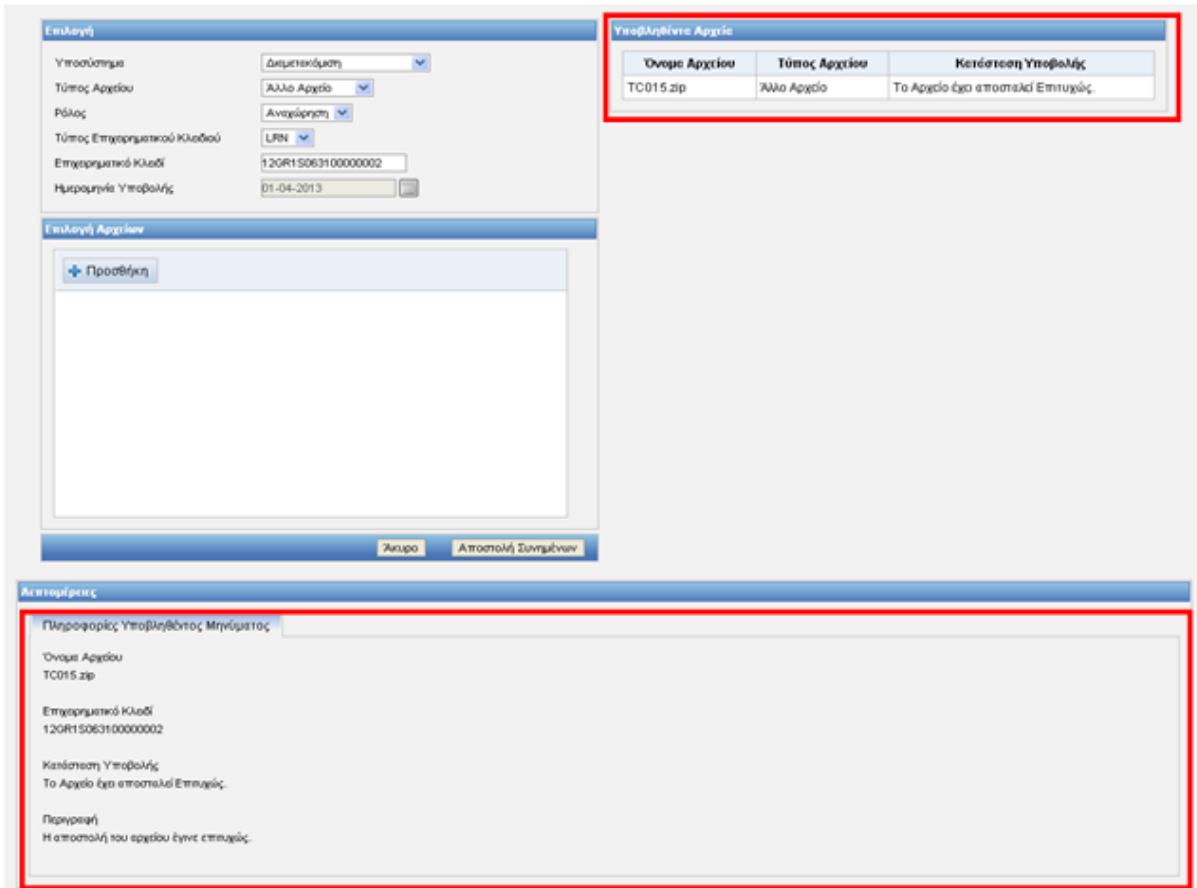 Επιλογή
Υποσύστημα Διαμετακόμιση
Τύπος Αρχείου Άλλο Αρχείο
Ρόλος Αναχώρηση
Τύπος Επιχειρηματικού Κλειδιού LRN
Επιχειρηματικό Κλειδί 12GR1S063100000002
Ημερομηνία Υποβολής 01-04-2013
Επιλογή Αρχείων
Προσθήκη
Άκυρο Αποστολή Συνημένων
Υποβληθέντα Αρχεία
Όνομα Αρχείου Τύπος Αρχείου Κατάσταση Υποβολής
TC015.zip Άλλο Αρχείο Το Αρχείο έχει αποσταλεί Επιτυχώς.
Λεπτομέρειες
Πληροφορίες Υποβληθέντος Μηνύματος
Όνομα Αρχείου
TC015.zip
Επιχειρηματικό Κλειδί
12GR1S063100000002
Κατάσταση Υποβολής
Το Αρχείο έχει αποσταλεί Επιτυχώς.
Περιγραφή
Η αποστολή του αρχείου έγινε επιτυχώς.